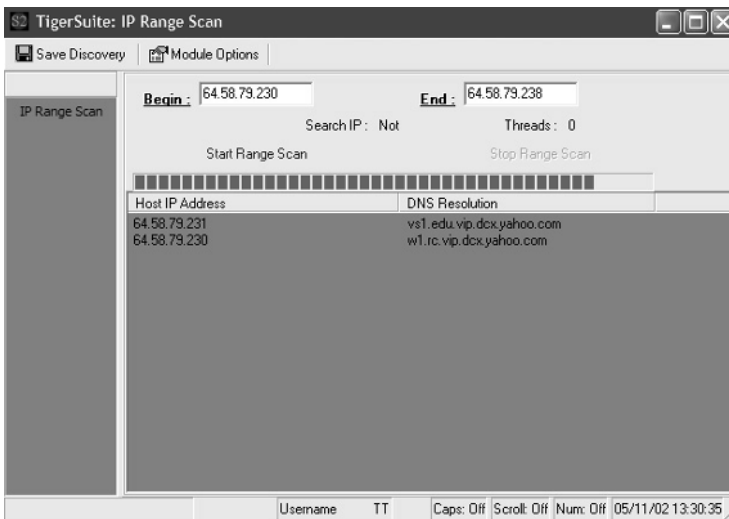 S2 TigerSuite: IP Range Scan
Save Discovery Module Options
IP Range Scan
Begin : 64.58.79.230 End : 64.58.79.238
Search IP : Not Threads : 0
Start Range Scan Stop Range Scan
Host IP Address DNS Resolution
64.58.79.231 vs1.edu.vip.dcx.yahoo.com
64.58.79.230 w1.rc.vip.dcx.yahoo.com
Username TT Caps: Off Scroll: Off Num: Off 05/11/02 13:30:35